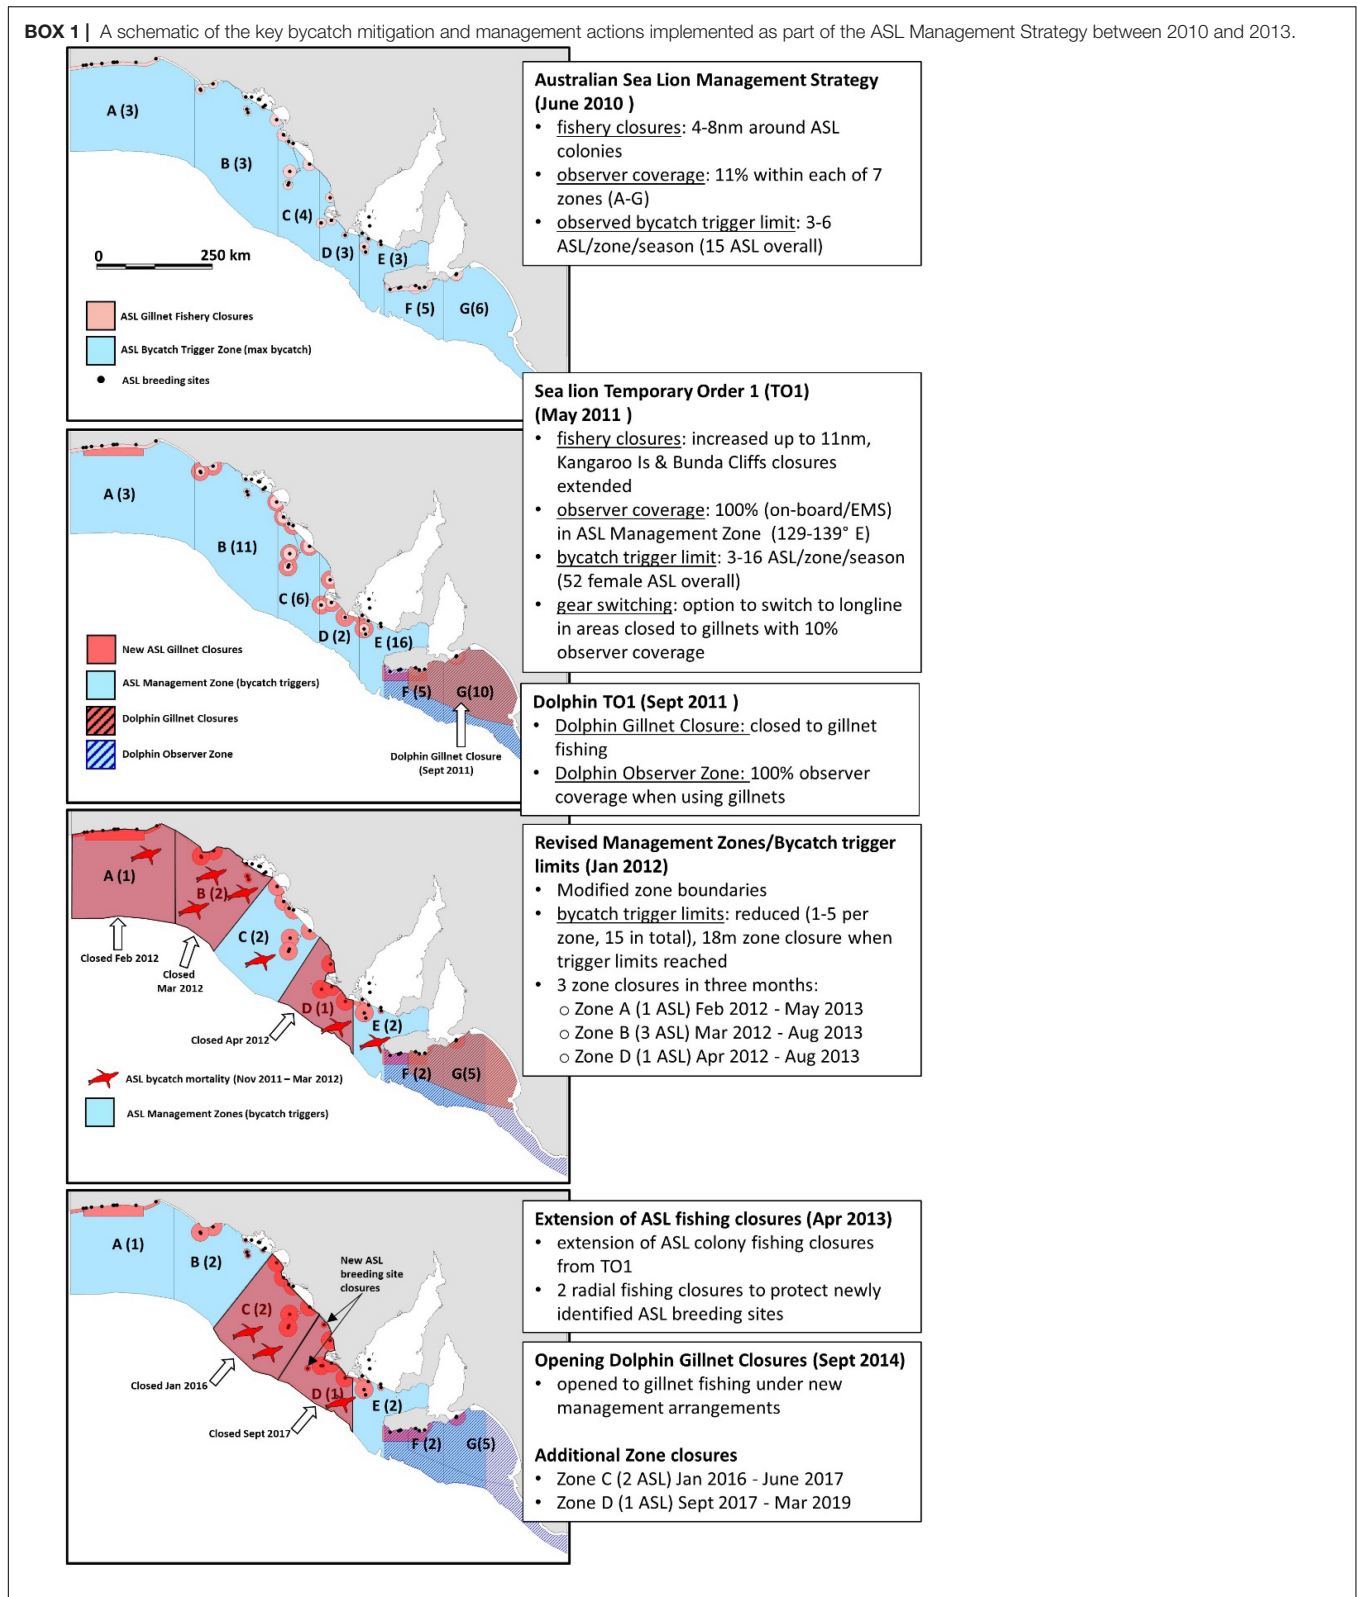 BOX 1 | A schematic of the key bycatch mitigation and management actions implemented as part of the ASL Management Strategy between 2010 and 2013.
A (3)
B (3)
C (4)
D (3)
E (3)
F (5)
G(6)
0 250 km
ASL Gillnet Fishery Closures
ASL Bycatch Trigger Zone (max bycatch)
ASL breeding sites
Australian Sea Lion Management Strategy
(June 2010 )
• fishery closures: 4-8nm around ASL
colonies
• observer coverage: 11% within each of 7
zones (A-G)
• observed bycatch trigger limit: 3-6
ASL/zone/season (15 ASL overall)
A (3)
B (11)
C (6)
D (2)
E (16)
F (5)
G(10)
New ASL Gillnet Closures
ASL Management Zone (bycatch triggers)
Dolphin Gillnet Closures
Dolphin Observer Zone
Dolphin Gillnet Closure
(Sept 2011)
Sea lion Temporary Order 1 (TO1)
(May 2011 )
• fishery closures: increased up to 11nm,
Kangaroo Is & Bunda Cliffs closures
extended
• observer coverage: 100% (on-board/EMS)
in ASL Management Zone (129-139° E)
• bycatch trigger limit: 3-16 ASL/zone/season
(52 female ASL overall)
• gear switching: option to switch to longline
in areas closed to gillnets with 10%
observer coverage
Dolphin TO1 (Sept 2011 )
• Dolphin Gillnet Closure: closed to gillnet
fishing
• Dolphin Observer Zone: 100% observer
coverage when using gillnets
A (1)
B (2)
C (2)
D (1)
E (2)
F (2)
G(5)
Closed Feb 2012
Closed
Mar 2012
Closed Apr 2012
ASL bycatch mortality (Nov 2011 – Mar 2012)
ASL Management Zones (bycatch triggers)
Revised Management Zones/Bycatch trigger
limits (Jan 2012)
• Modified zone boundaries
• bycatch trigger limits: reduced (1-5 per
zone, 15 in total), 18m zone closure when
trigger limits reached
• 3 zone closures in three months:
○ Zone A (1 ASL) Feb 2012 - May 2013
○ Zone B (3 ASL) Mar 2012 - Aug 2013
○ Zone D (1 ASL) Apr 2012 - Aug 2013
A (1)
B (2)
C (2)
D (1)
E (2)
F (2)
G(5)
New ASL
breeding site
closures
Closed Jan 2016
Closed Sept 2017
Extension of ASL fishing closures (Apr 2013)
• extension of ASL colony fishing closures
from TO1
• 2 radial fishing closures to protect newly
identified ASL breeding sites
Opening Dolphin Gillnet Closures (Sept 2014)
• opened to gillnet fishing under new
management arrangements
Additional Zone closures
• Zone C (2 ASL) Jan 2016 - June 2017
• Zone D (1 ASL) Sept 2017 - Mar 2019